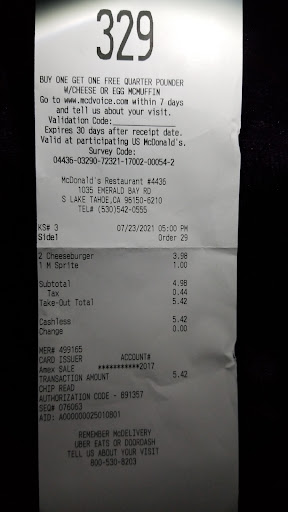 329
BUY ONE GET ONE FREE QUARTER POUNDER
W/CHEESE OR EGG MCMUFFIN
Go to www.mcdvoice.com within 7 days
and tell us about your visit.
Validation Code:
Expires 30 days after receipt date.
Valid at participating US McDonald's.
Survey Code:
04436-03290-72321-17002-00054-2
McDonald's Restaurant #4436
1035 EMERALD BAY RD
S LAKE TAHOE,CA 96150-6210
TEL# (530)542-0555
KS# 3 07/23/2021 05:00 PM
Side1 Order 29
2 Cheeseburger 3.98
1 M Sprite 1.00
Subtotal 4.98
Tax 0.44
Take-Out Total 5.42
Cashless 5.42
Change 0.00
MER# 499165
CARD ISSUER ACCOUNT#
Amex SALE ***********2017
TRANSACTION AMOUNT 5.42
CHIP READ
AUTHORIZATION CODE - 891357
SEQ# 076063
AID: A000000025010801
REMEMBER McDELIVERY
UBER EATS OR DOORDASH
TELL US ABOUT YOUR VISIT
800-530-8203